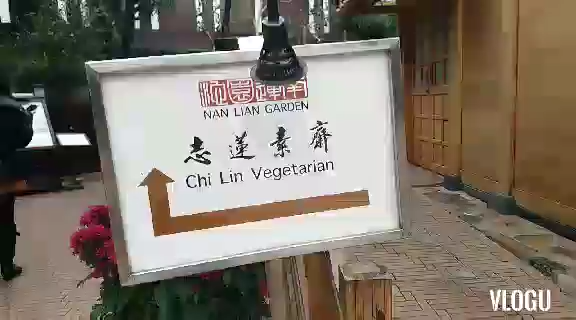 NAN LIAN GARDEN
志蓮素齋
Chi Lin Vegetarian
VLOGU